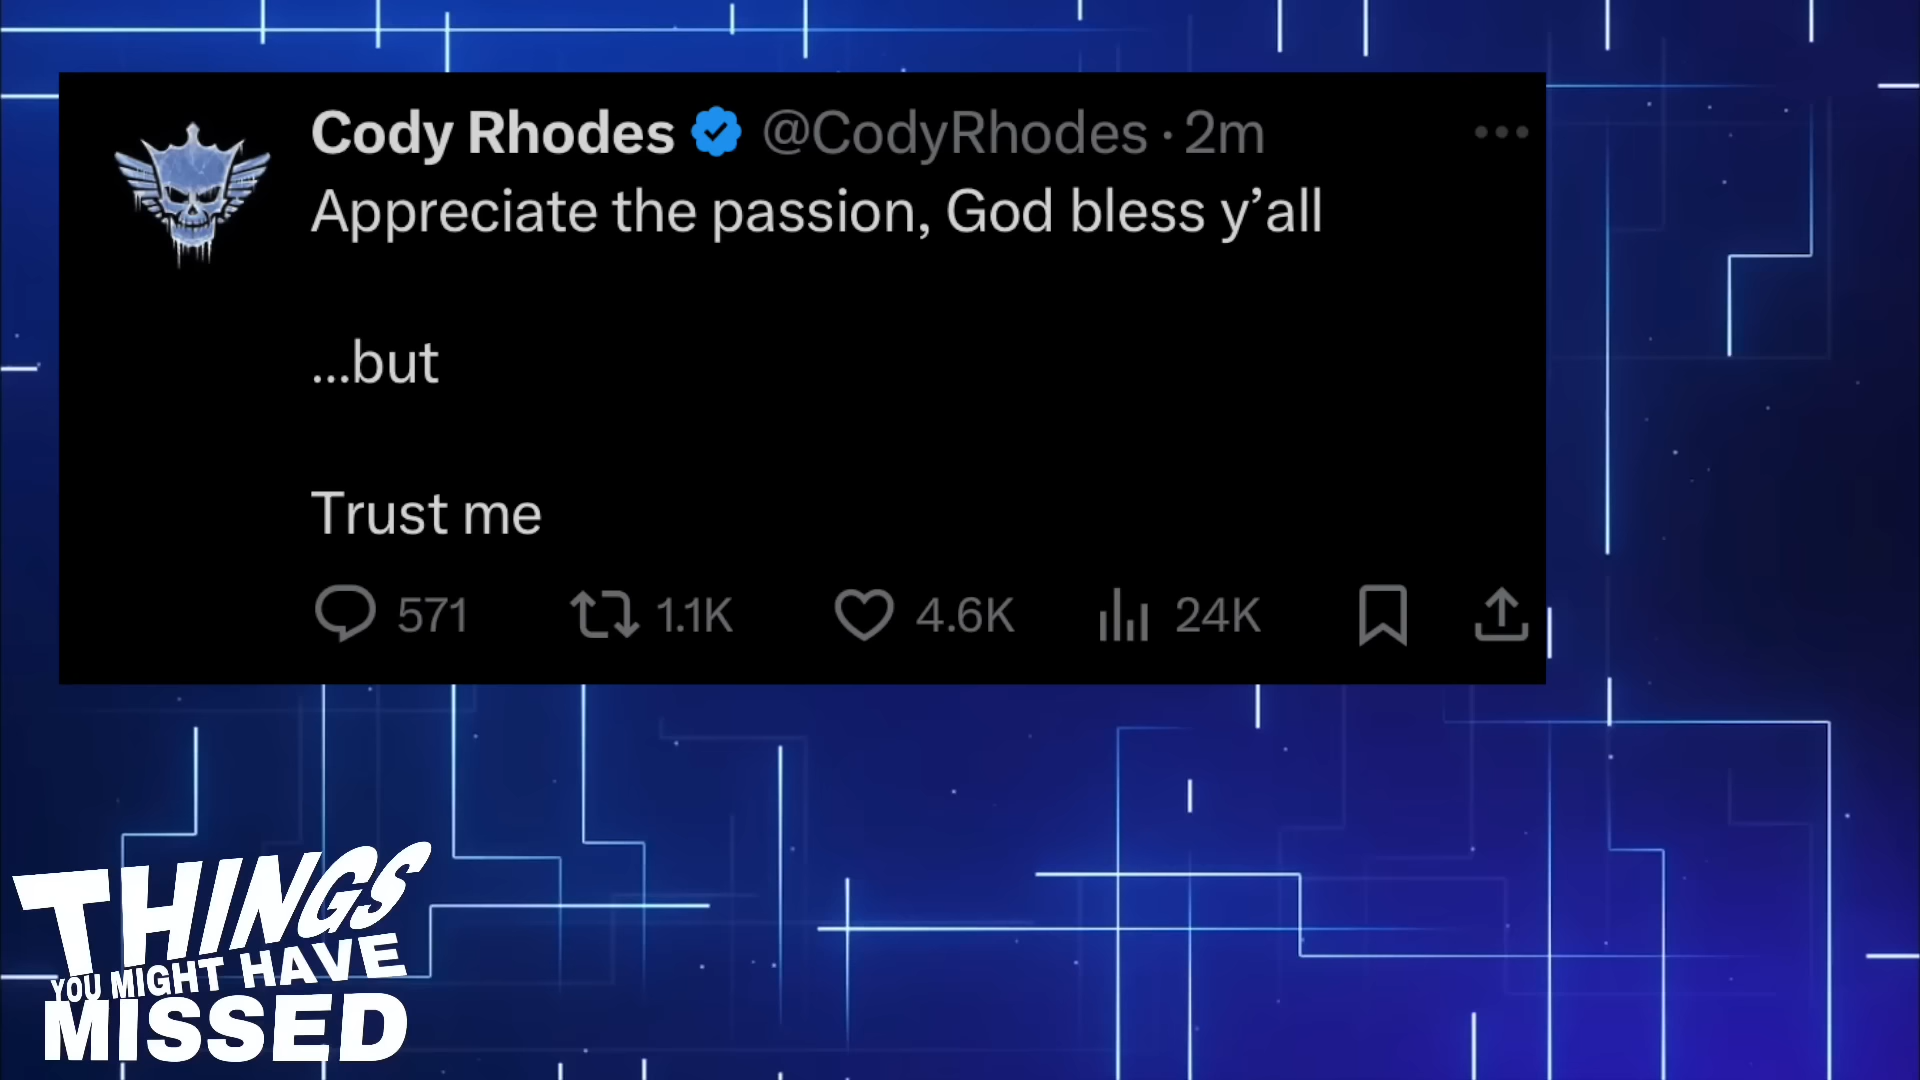 Cody Rhodes @CodyRhodes · 2m
Appreciate the passion, God bless y’all
...but
Trust me
571 1.1K 4.6K 24K
THINGS
YOU MIGHT HAVE
MISSED